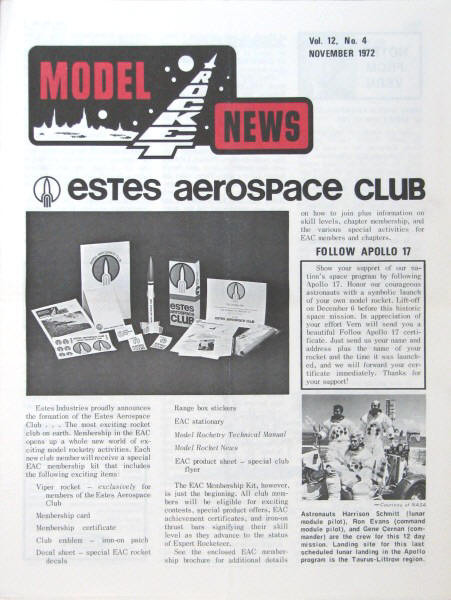 Vol. 12, No. 4
NOVEMBER 1972
MODEL
ROCKET
NEWS
estes aerospace CLUB
estes
aerospace
CLUB
Estes Industries proudly announces
the formation of the Estes Aerospace
Club . . . The most exciting rocket
club on earth. Membership in the EAC
opens up a whole new world of ex-
citing model rocketry activities. Each
new club member will receive a special
EAC membership kit that includes the
following exciting items:
Viper rocket – exclusively for
members of the Estes Aerospace
Club
Membership card
Membership certificate
Club emblem – iron-on patch
Decal sheet – special EAC rocket
decals
Range box stickers
EAC stationary
Model Rocketry Technical Manual
Model Rocket News
EAC product sheet – special club
flyer
The EAC Membership Kit, however,
is just the beginning. All club mem-
bers will be eligible for exciting
contests, special product offers, EAC
achievement certificates, and iron-on
thrust bars signifying their skill
level as they advance to the status
of Expert Rocketeer.
See the enclosed EAC member-
ship brochure for additional details
on how to join plus information on
skill levels, chapter membership, and
the various special activities for
EAC members and chapters.
FOLLOW APOLLO 17
Show your support of our na-
tion's space program by following
Apollo 17. Honor our courageous
astronauts with a symbolic launch
of your own model rocket. Lift-off
on December 6 before this historic
space mission. In appreciation of
your effort Vern will send you a
beautiful Follow Apollo 17 certi-
ficate. Just send us your name and
address plus the name of your
rocket and the time it was launch-
ed, and we will forward your cer-
tificate immediately. Thanks for
your support!
—Courtesy of NASA
Astronauts Harrison Schmitt (lunar
module pilot), Ron Evans (command
module pilot), and Gene Cernan (com-
mander) are the crew for this 12 day
mission. Landing site for this last
scheduled lunar landing in the Apollo
program is the Taurus-Littrow region.